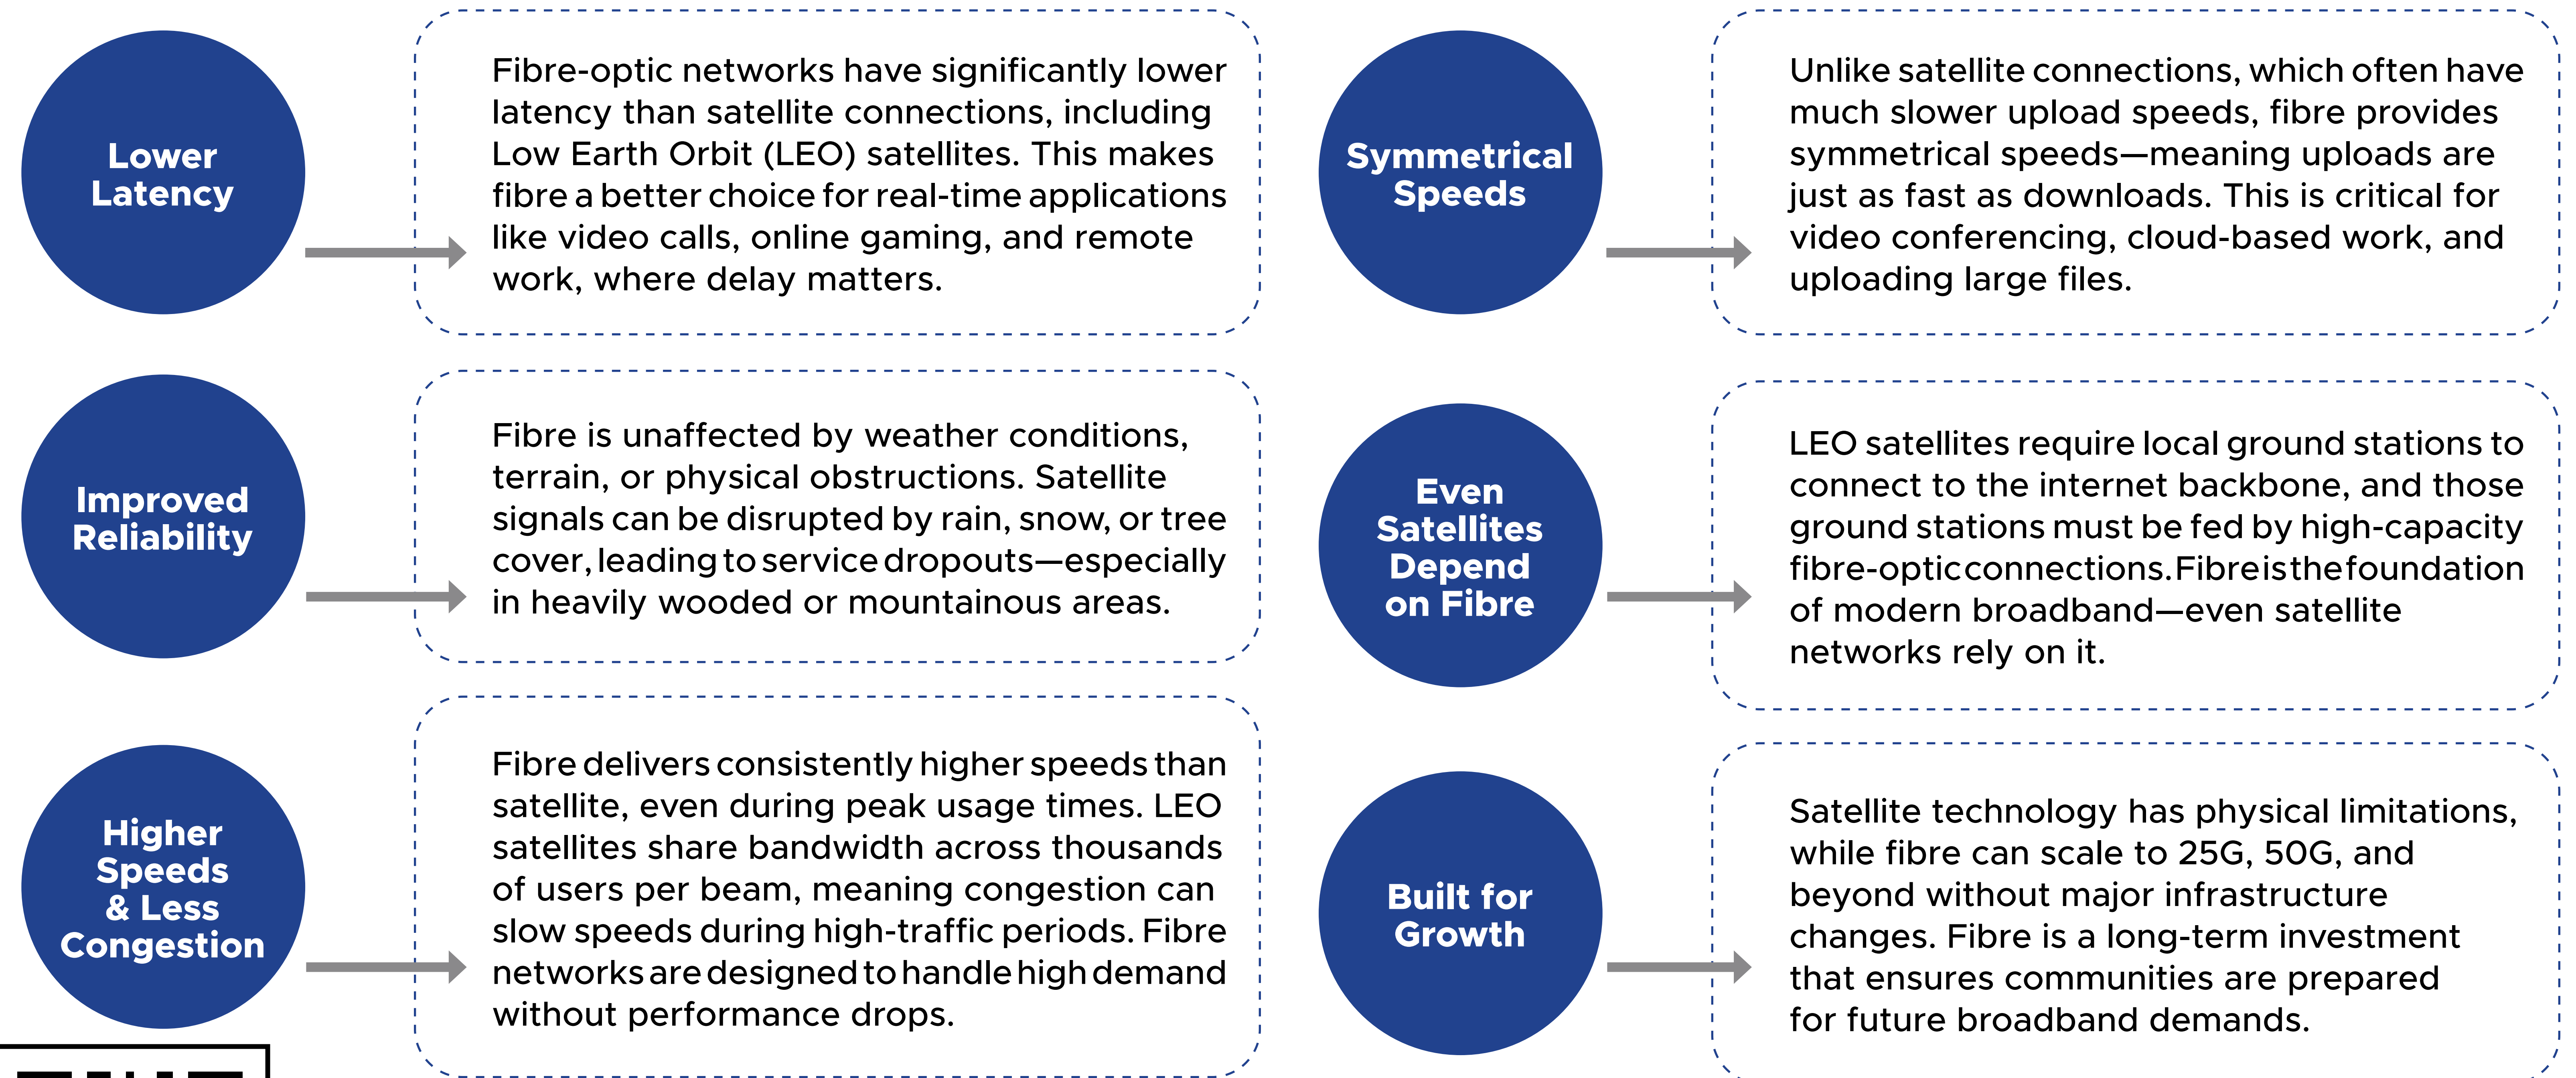 Lower
Latency
Fibre-optic networks have significantly lower
latency than satellite connections, including
Low Earth Orbit (LEO) satellites. This makes
fibre a better choice for real-time applications
like video calls, online gaming, and remote
work, where delay matters.
Improved
Reliability
Fibre is unaffected by weather conditions,
terrain, or physical obstructions. Satellite
signals can be disrupted by rain, snow, or tree
cover, leading to service dropouts—especially
in heavily wooded or mountainous areas.
Higher
Speeds
& Less
Congestion
Fibre delivers consistently higher speeds than
satellite, even during peak usage times. LEO
satellites share bandwidth across thousands
of users per beam, meaning congestion can
slow speeds during high-traffic periods. Fibre
networks are designed to handle high demand
without performance drops.
Symmetrical
Speeds
Unlike satellite connections, which often have
much slower upload speeds, fibre provides
symmetrical speeds—meaning uploads are
just as fast as downloads. This is critical for
video conferencing, cloud-based work, and
uploading large files.
Even
Satellites
Depend
on Fibre
LEO satellites require local ground stations to
connect to the internet backbone, and those
ground stations must be fed by high-capacity
fibre-optic connections. Fibre is the foundation
of modern broadband—even satellite
networks rely on it.
Built for
Growth
Satellite technology has physical limitations,
while fibre can scale to 25G, 50G, and
beyond without major infrastructure
changes. Fibre is a long-term investment
that ensures communities are prepared
for future broadband demands.